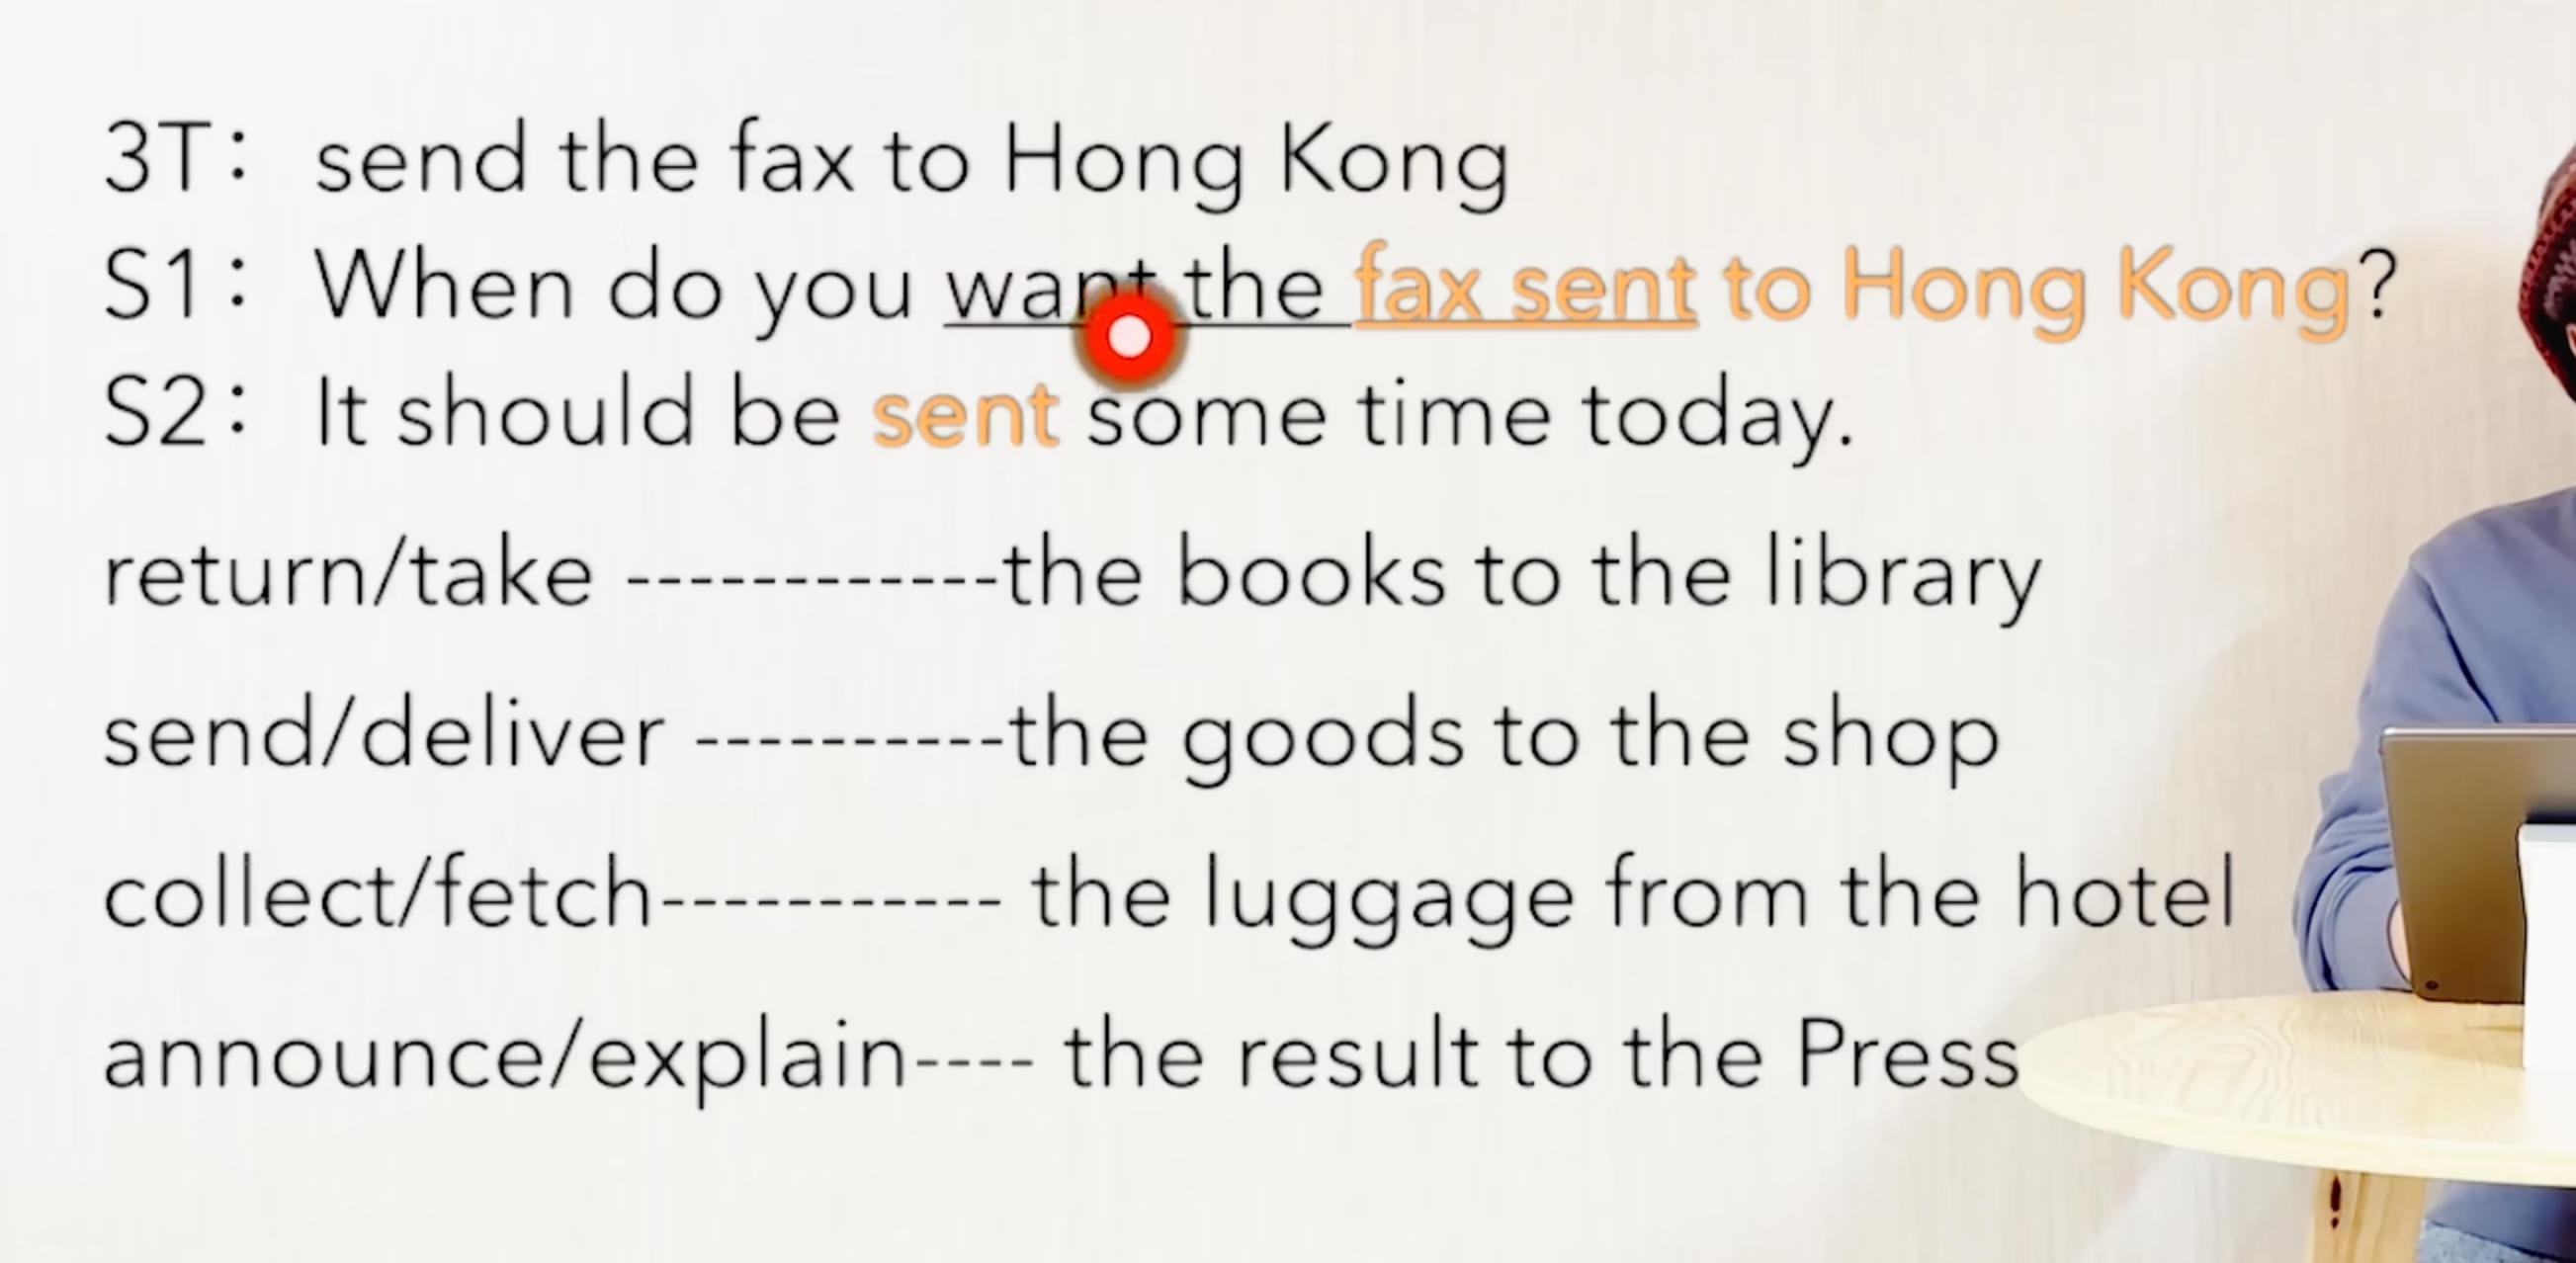 3T： send the fax to Hong Kong
S1： When do you want the fax sent to Hong Kong?
S2： It should be sent some time today.
return/take ------------the books to the library
send/deliver ----------the goods to the shop
collect/fetch----------- the luggage from the hotel
announce/explain---- the result to the Press